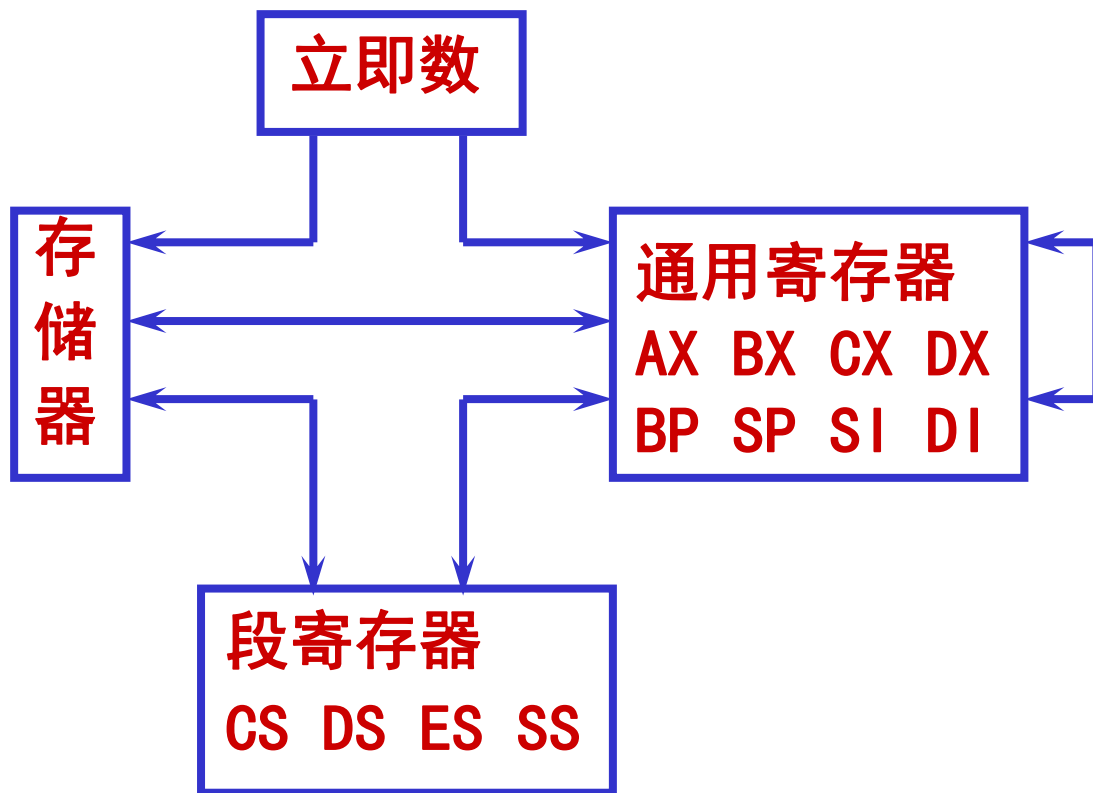 立即数
存
储
器
通用寄存器
AX BX CX DX
BP SP SI DI
段寄存器
CS DS ES SS